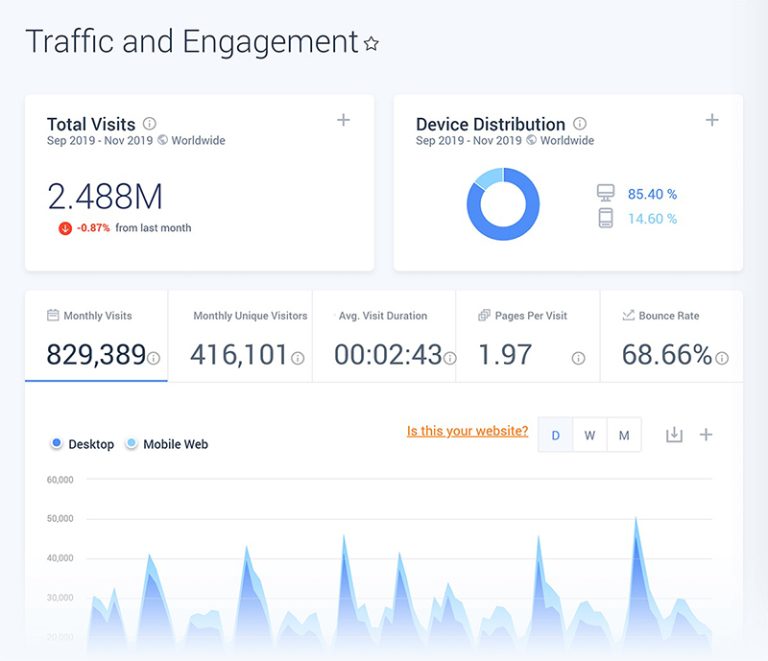 Traffic and Engagement
Total Visits
Sep 2019 - Nov 2019 Worldwide
2.488M
-0.87% from last month
Device Distribution
Sep 2019 - Nov 2019 Worldwide
85.40 %
14.60 %
Monthly Visits
829,389
Monthly Unique Visitors
416,101
Avg. Visit Duration
00:02:43
Pages Per Visit
1.97
Bounce Rate
68.66%
Desktop Mobile Web
Is this your website?
D W M
60,000
50,000
40,000
30,000
20,000